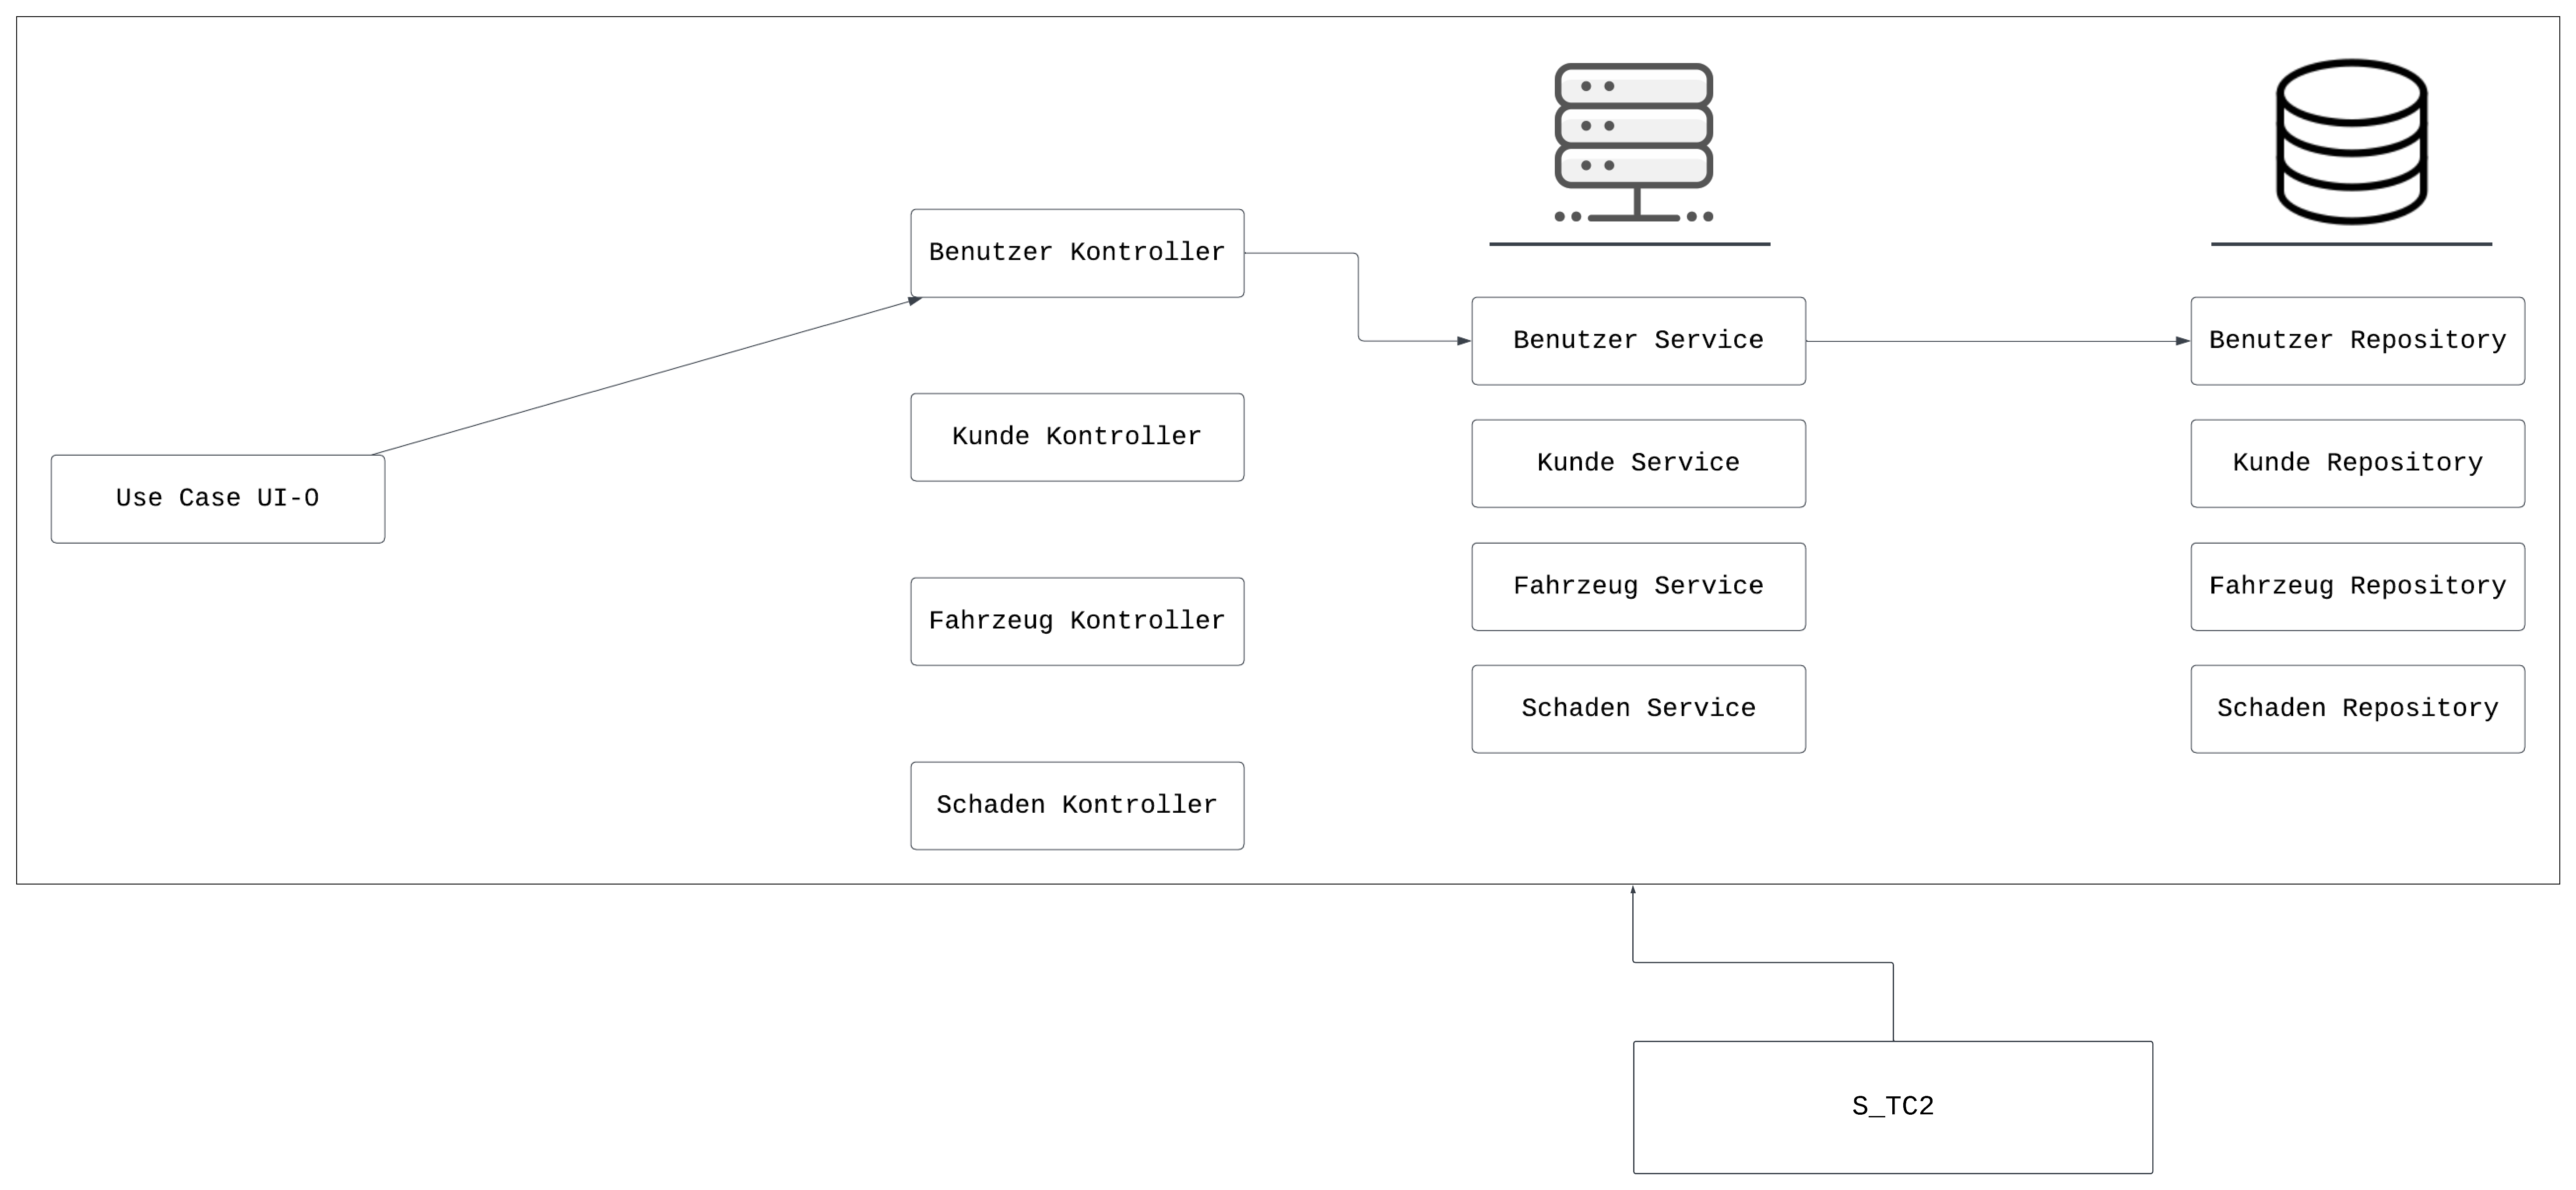 Use Case UI-O
Benutzer Kontroller
Kunde Kontroller
Fahrzeug Kontroller
Schaden Kontroller
Benutzer Service
Kunde Service
Fahrzeug Service
Schaden Service
Benutzer Repository
Kunde Repository
Fahrzeug Repository
Schaden Repository
S_TC2